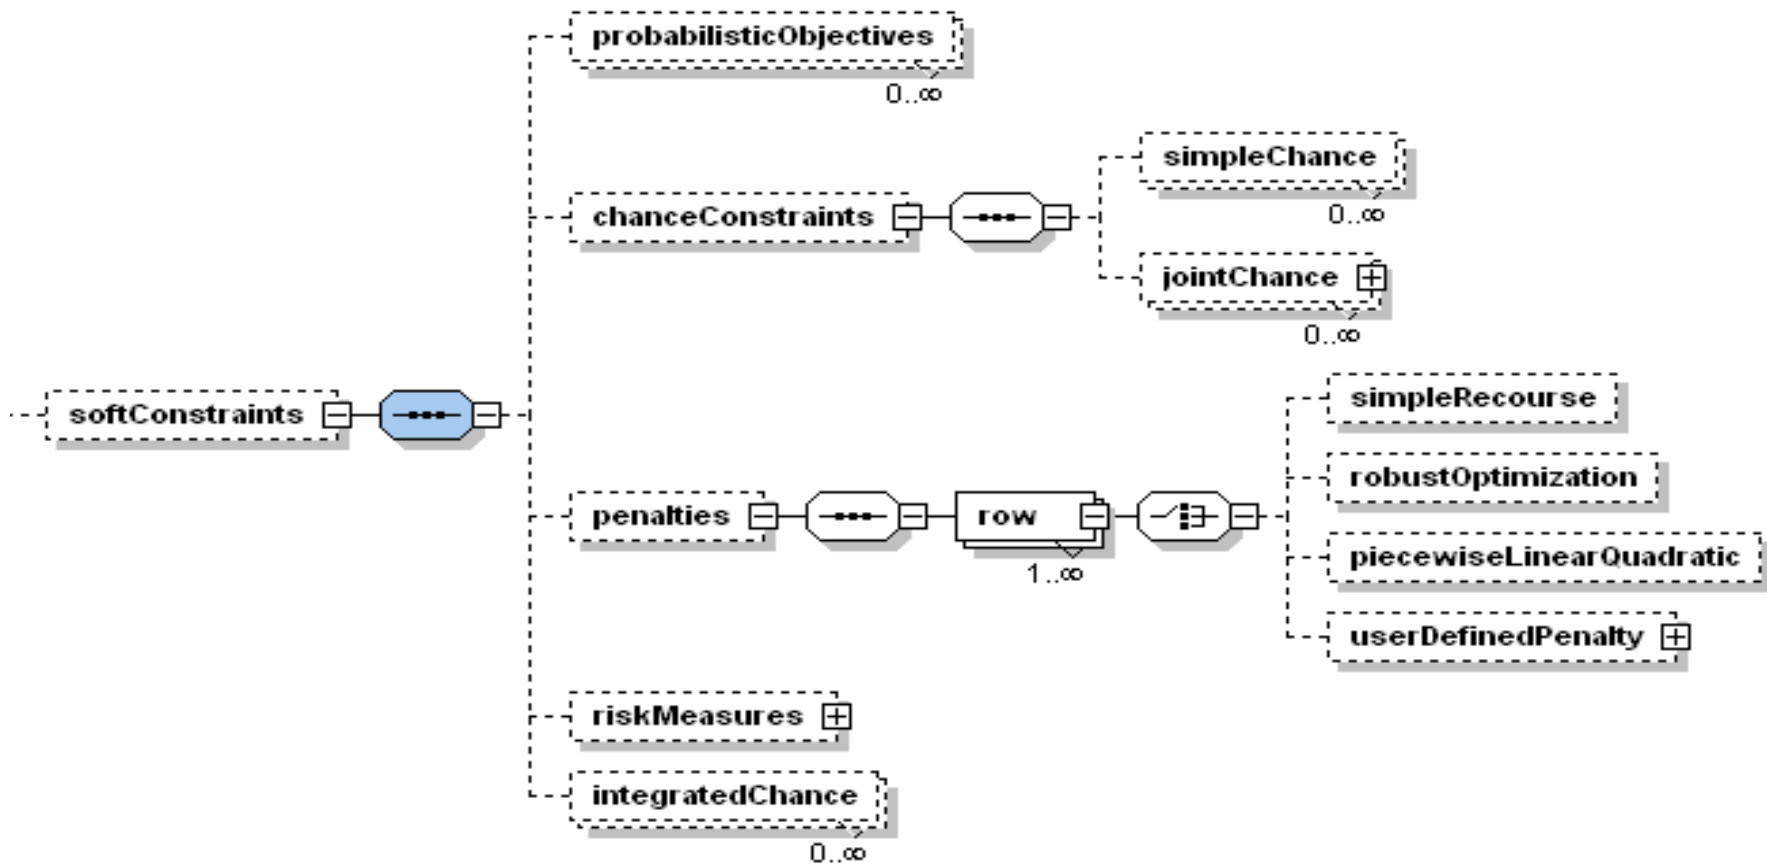 probabilisticObjectives
0..∞
simpleChance
0..∞
chanceConstraints
jointChance
0..∞
softConstraints
simpleRecourse
robustOptimization
penalties
row
1..∞
piecewiseLinearQuadratic
userDefinedPenalty
riskMeasures
integratedChance
0..∞